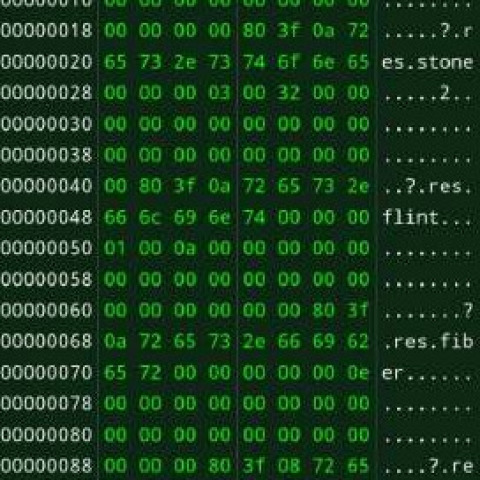 00000018 00 00 00 00 80 3f 0a 72 .....?.r
00000020 65 73 2e 73 74 6f 6e 65 es.stone
00000028 00 00 00 03 00 32 00 00 .....2..
00000030 00 00 00 00 00 00 00 00 ........
00000038 00 00 00 00 00 00 00 00 ........
00000040 00 80 3f 0a 72 65 73 2e ..?.res.
00000048 66 6c 69 6e 74 00 00 00 flint...
00000050 01 00 0a 00 00 00 00 00 ........
00000058 00 00 00 00 00 00 00 00 ........
00000060 00 00 00 00 00 00 80 3f .......?
00000068 0a 72 65 73 2e 66 69 62 .res.fib
00000070 65 72 00 00 00 00 00 0e er......
00000078 00 00 00 00 00 00 00 00 ........
00000080 00 00 00 00 00 00 00 00 ........
00000088 00 00 00 80 3f 08 72 65 ....?.re